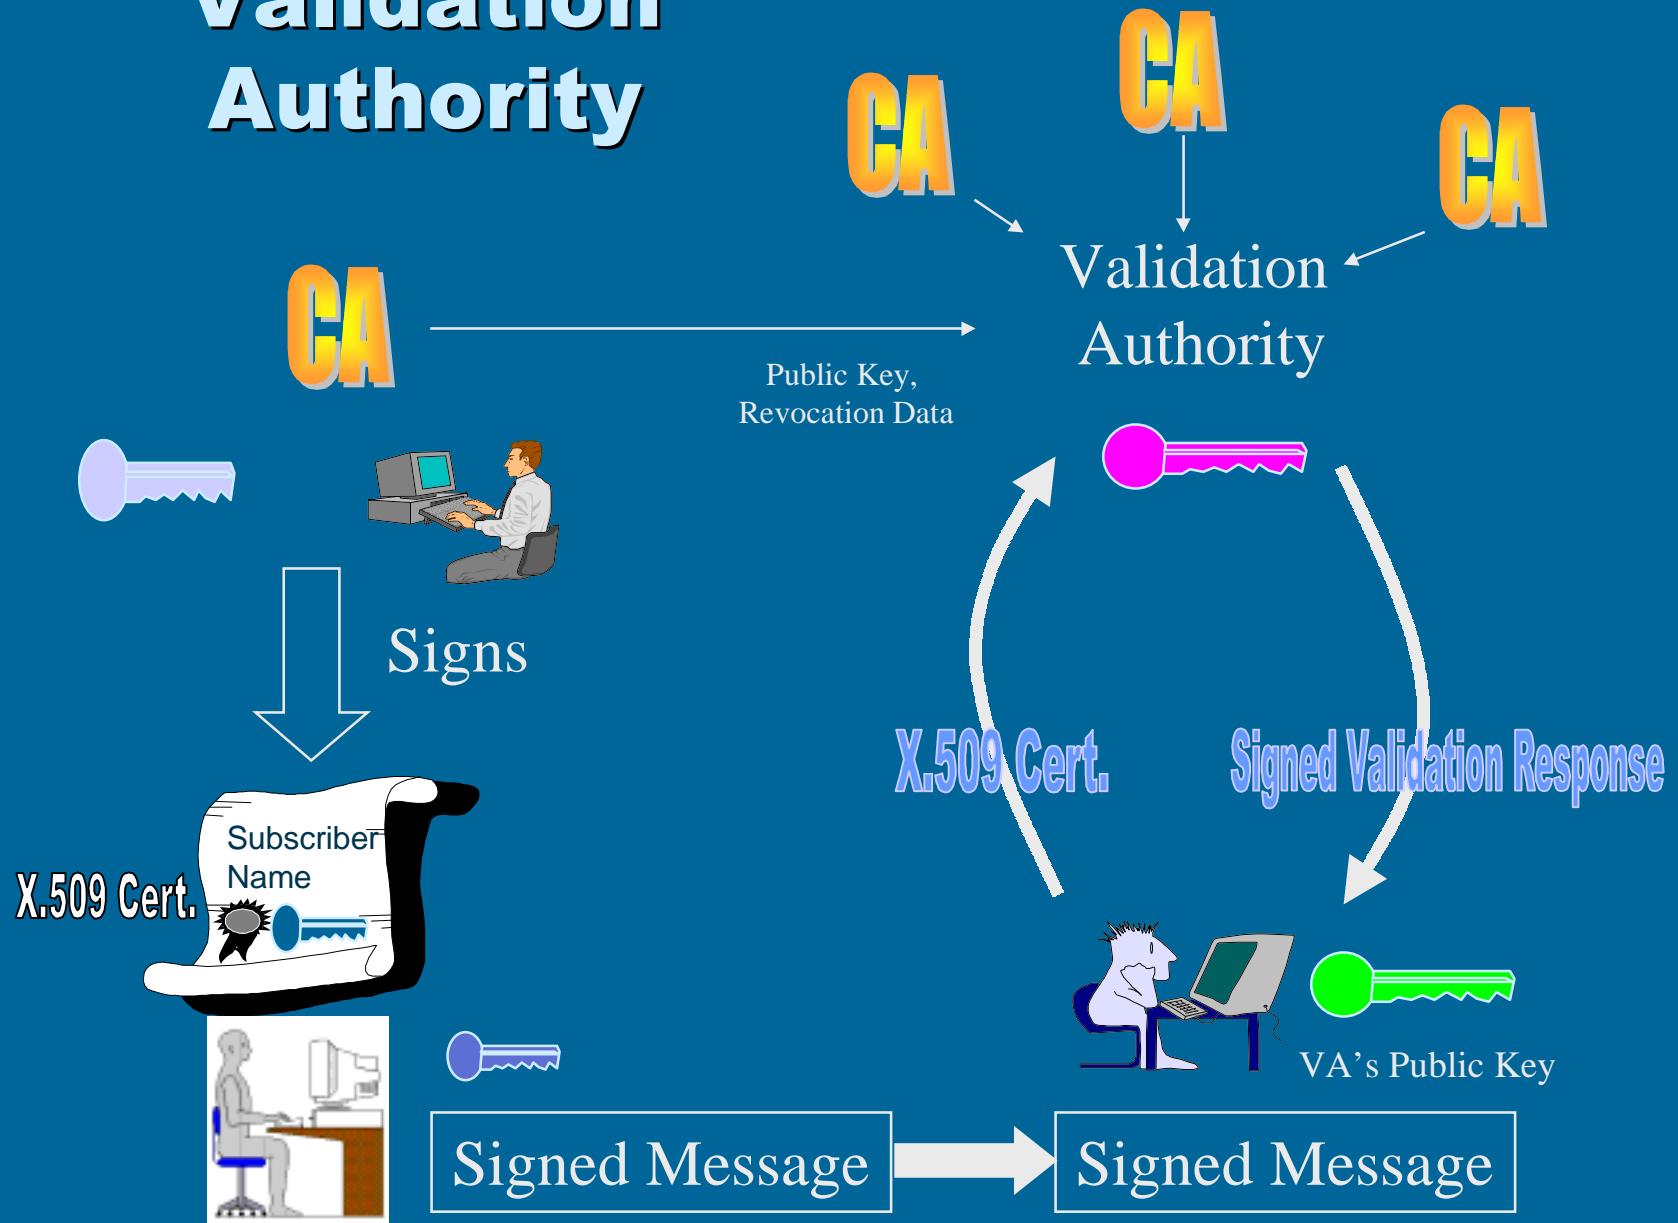 Validation
Authority
CA
CA
CA
CA
Validation
Authority
Public Key,
Revocation Data
Signs
X.509 Cert.
Signed Validation Response
Subscriber
Name
X.509 Cert.
VA's Public Key
Signed Message
Signed Message